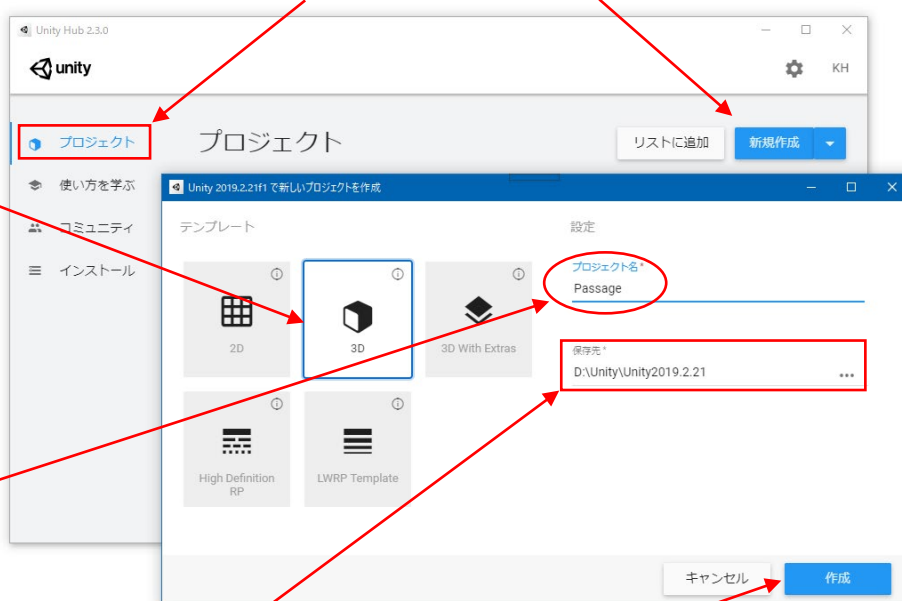 Unity Hub 2.3.0
unity
KH
プロジェクト
プロジェクト
リストに追加
新規作成
使い方を学ぶ
コミュニティ
インストール
Unity 2019.2.21f1 で新しいプロジェクトを作成
テンプレート
設定
2D
3D
3D With Extras
プロジェクト名*
Passage
保存先*
D:\Unity\Unity2019.2.21
High Definition
RP
LWRP Template
キャンセル
作成